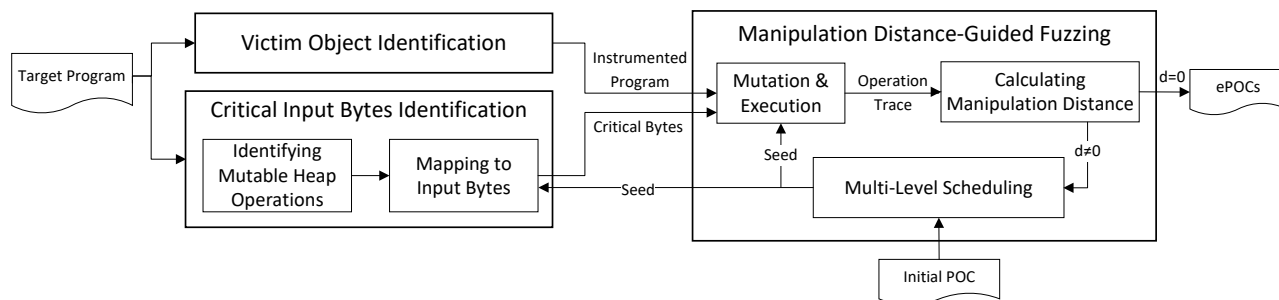 Target Program
Victim Object Identification
Critical Input Bytes Identification
Identifying
Mutable Heap
Operations
Mapping to
Input Bytes
Instrumented
Program
Critical Bytes
Seed
Manipulation Distance-Guided Fuzzing
Mutation &
Execution
Operation
Trace
Calculating
Manipulation Distance
d=0
ePOCs
d≠0
Seed
Multi-Level Scheduling
Initial POC